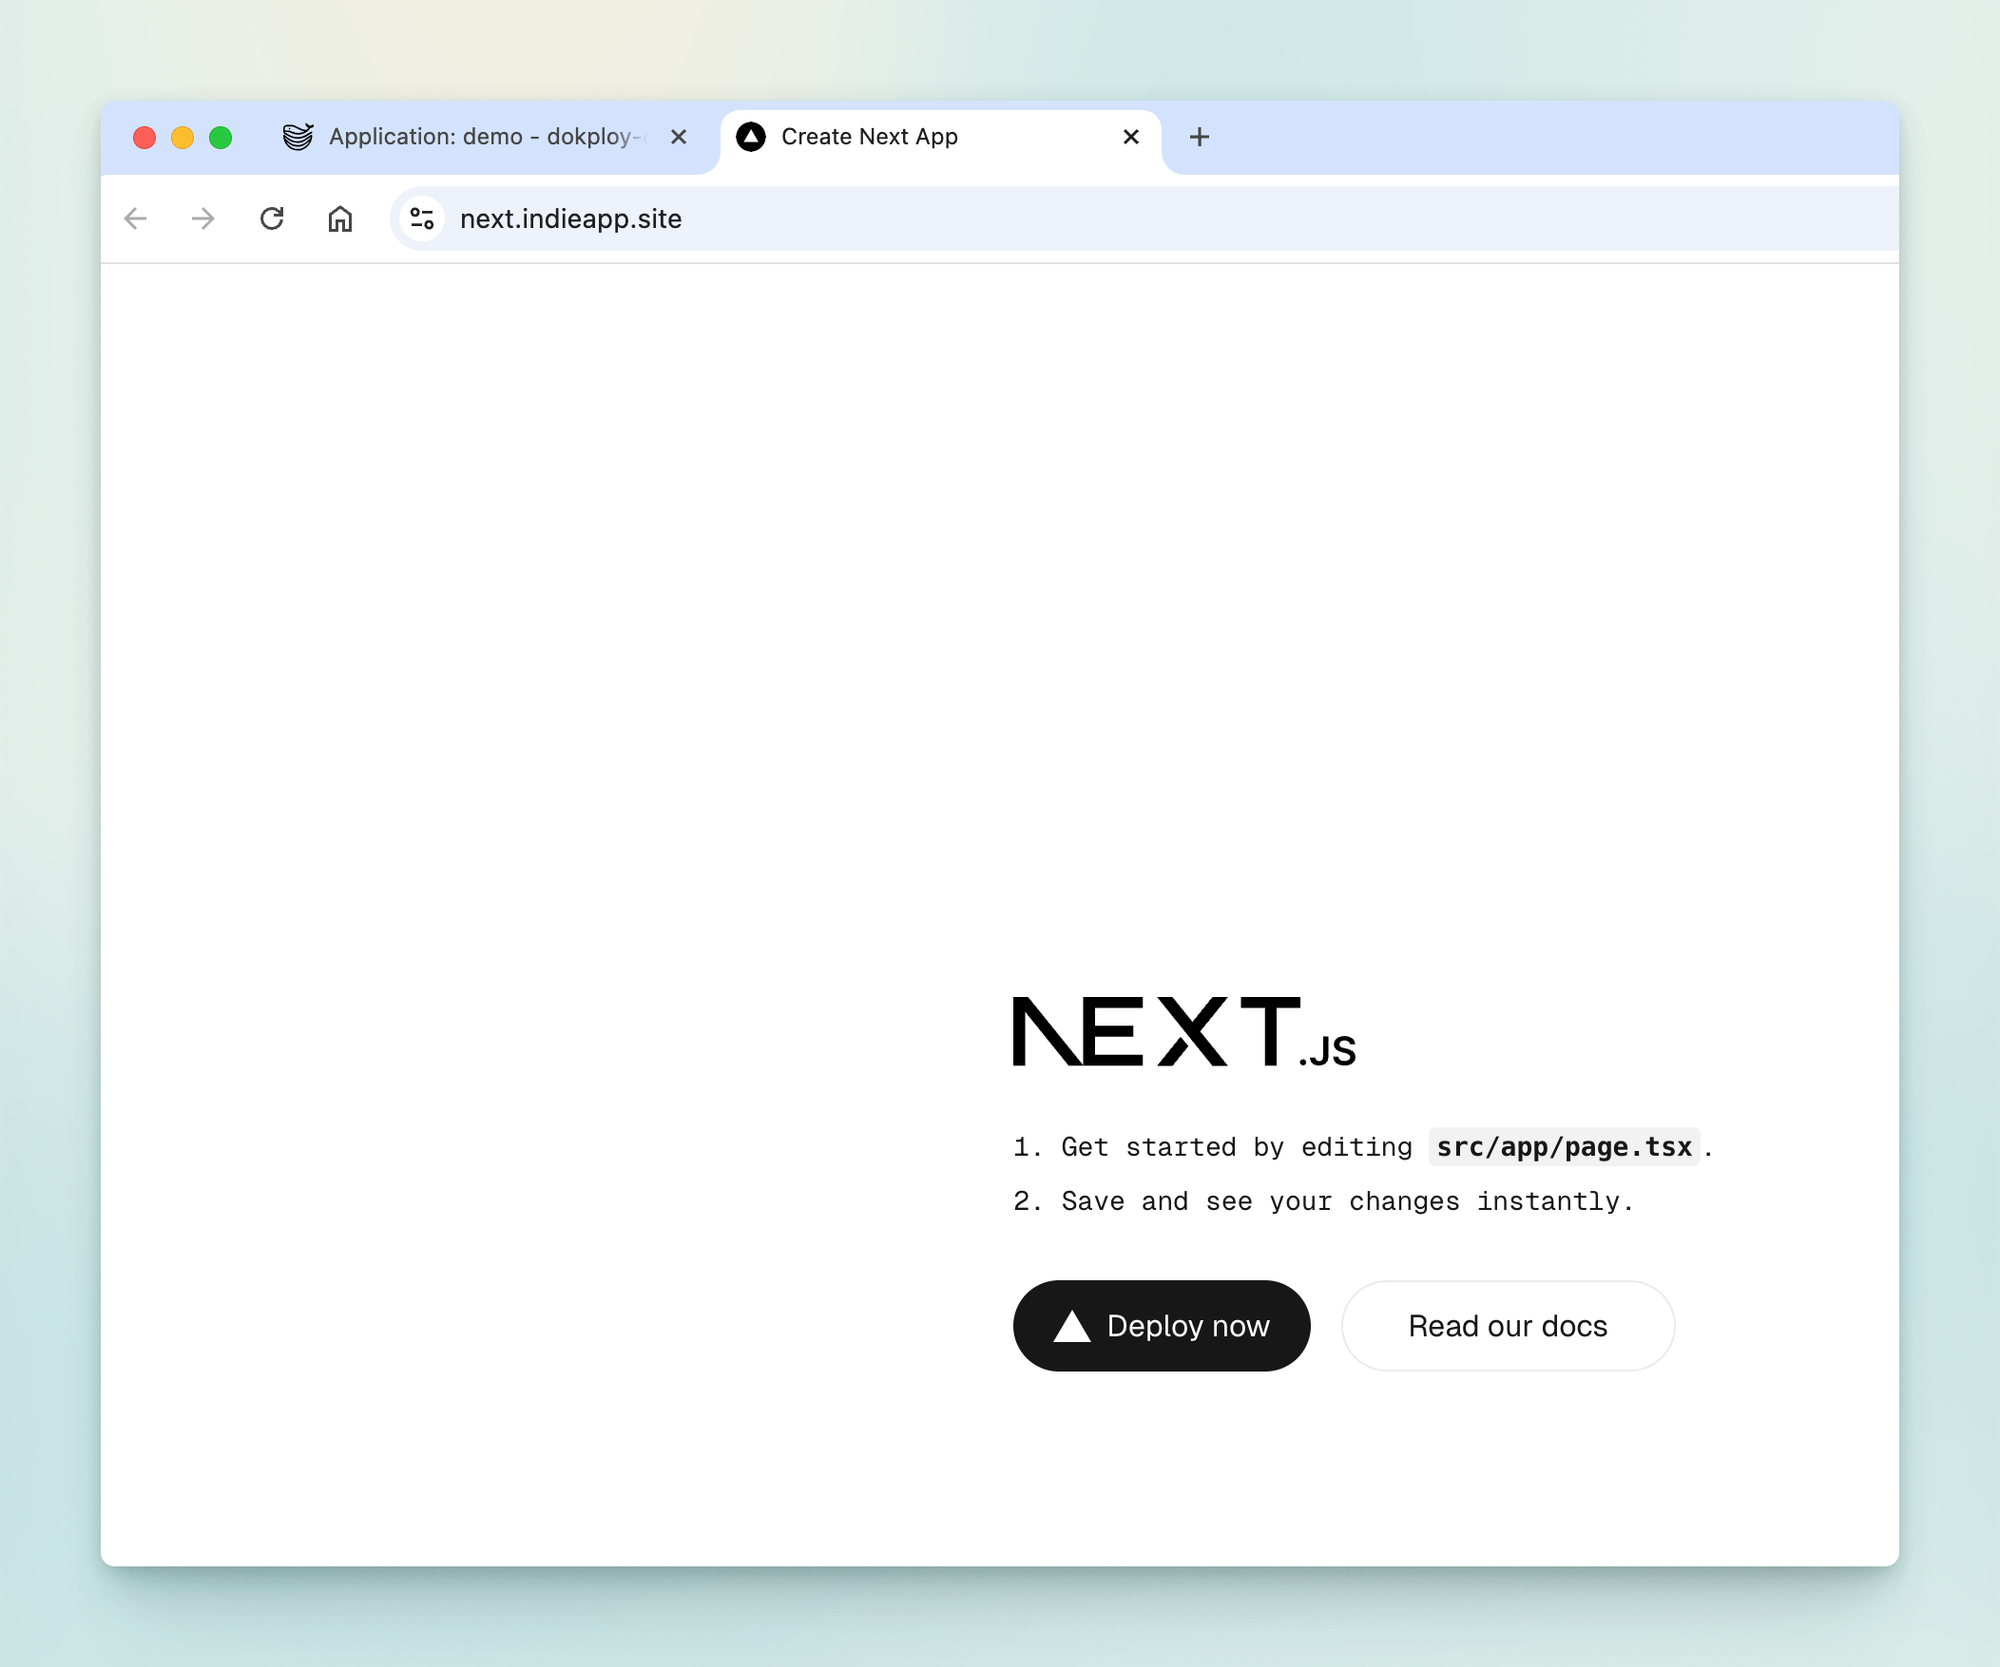 Application: demo - dokploy-
Create Next App
next.indieapp.site
NEXT.JS
1. Get started by editing src/app/page.tsx.
2. Save and see your changes instantly.
Deploy now
Read our docs